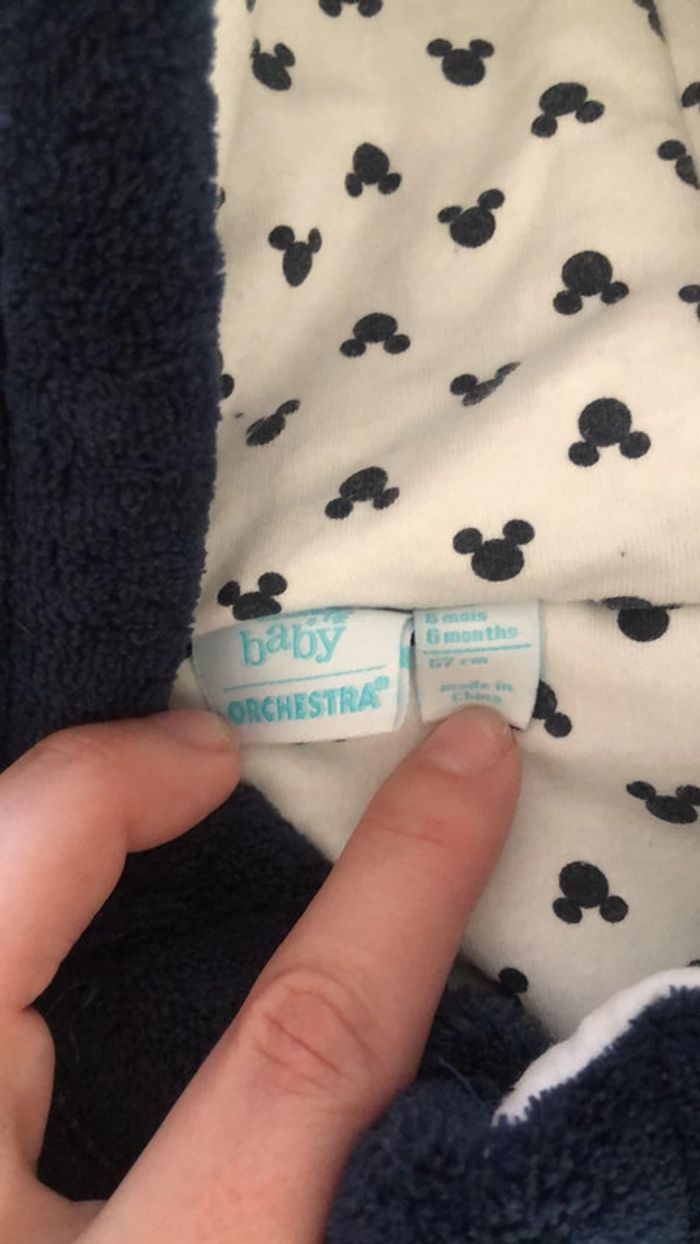 baby
ORCHESTRA®
6 mois
6 months
67 cm
made in
China